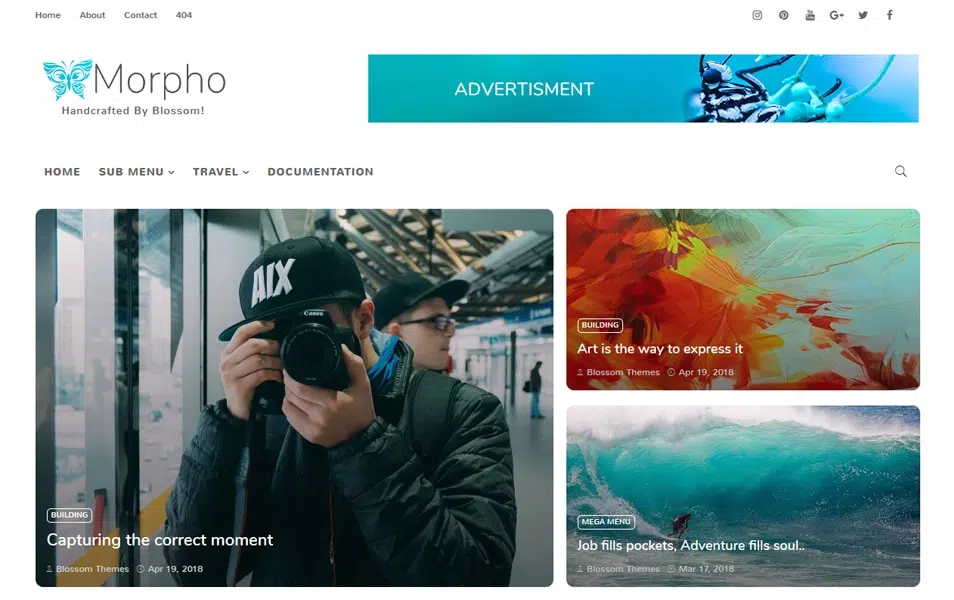 Home About Contact 404
Morpho
Handcrafted By Blossom!
ADVERTISMENT
HOME SUB MENU TRAVEL DOCUMENTATION
AIX
Canon
BUILDING
Capturing the correct moment
Blossom Themes Apr 19, 2018
BUILDING
Art is the way to express it
Blossom Themes Apr 19, 2018
MEGA MENU
Job fills pockets, Adventure fills soul..
Blossom Themes Mar 17, 2018